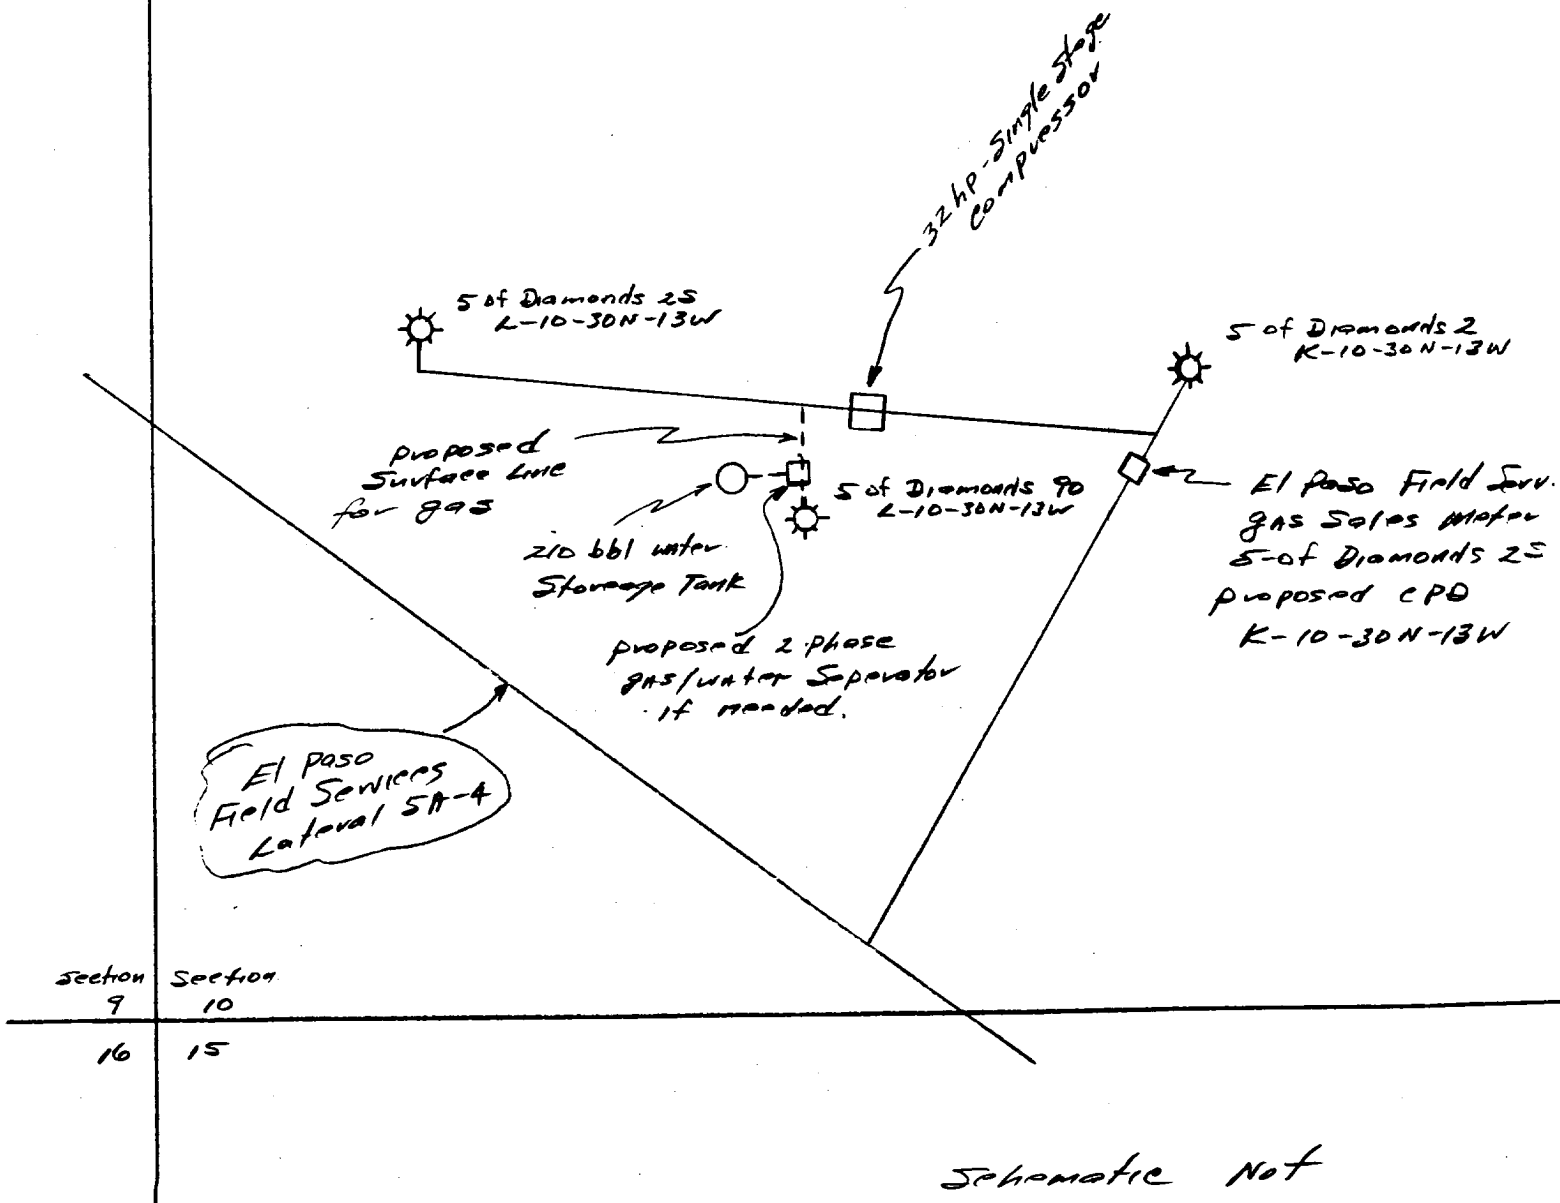 32 hp - Single Stage
Compressor
5 of Diamonds 2S
L-10-30N-13W
5 of Diamonds 2
K-10-30N-13W
proposed
Surface Line
for gas
5 of Diamonds 90
L-10-30N-13W
El Paso Field Serv.
gas Sales Meter
5-of Diamonds 2S
proposed CPD
K-10-30N-13W
210 bbl water
Storeage Tank
proposed 2-phase
gas/water Seperator
if needed.
El Paso
Field Services
Lateral 5A-4
Section Section
9 10
16 15
Schematic Not